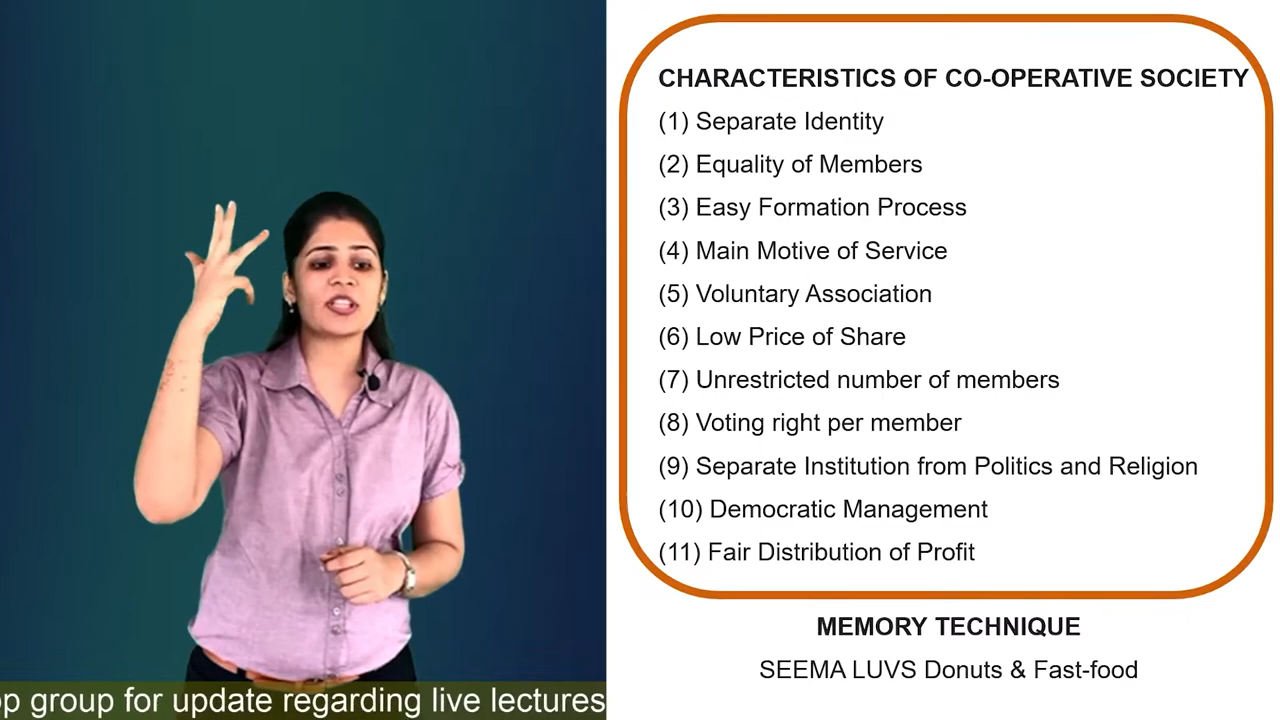 CHARACTERISTICS OF CO-OPERATIVE SOCIETY
(1) Separate Identity
(2) Equality of Members
(3) Easy Formation Process
(4) Main Motive of Service
(5) Voluntary Association
(6) Low Price of Share
(7) Unrestricted number of members
(8) Voting right per member
(9) Separate Institution from Politics and Religion
(10) Democratic Management
(11) Fair Distribution of Profit
MEMORY TECHNIQUE
SEEMA LUVS Donuts & Fast-food
group for update regarding live lectures